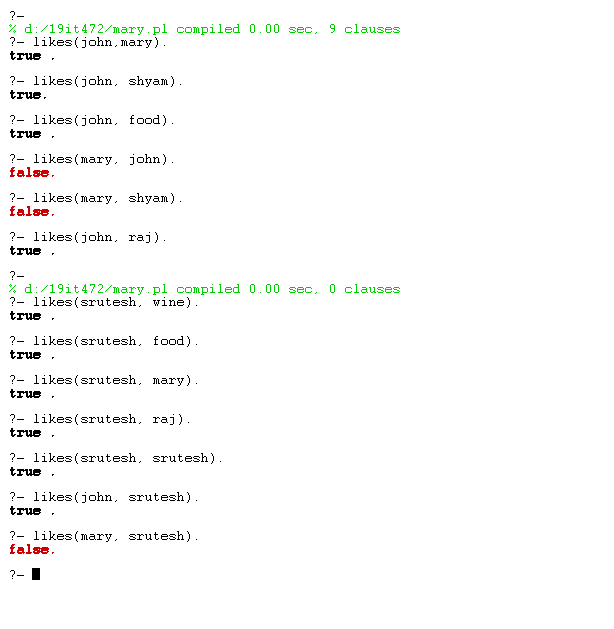 ?-
% d:/19it472/mary.pl compiled 0.00 sec, 9 clauses
?- likes(john,mary).
true .
?- likes(john, shyam).
true.
?- likes(john, food).
true .
?- likes(mary, john).
false.
?- likes(mary, shyam).
false.
?- likes(john, raj).
true .
?-
% d:/19it472/mary.pl compiled 0.00 sec, 0 clauses
?- likes(srutesh, wine).
true .
?- likes(srutesh, food).
true .
?- likes(srutesh, mary).
true .
?- likes(srutesh, raj).
true .
?- likes(srutesh, srutesh).
true .
?- likes(john, srutesh).
true .
?- likes(mary, srutesh).
false.
?-